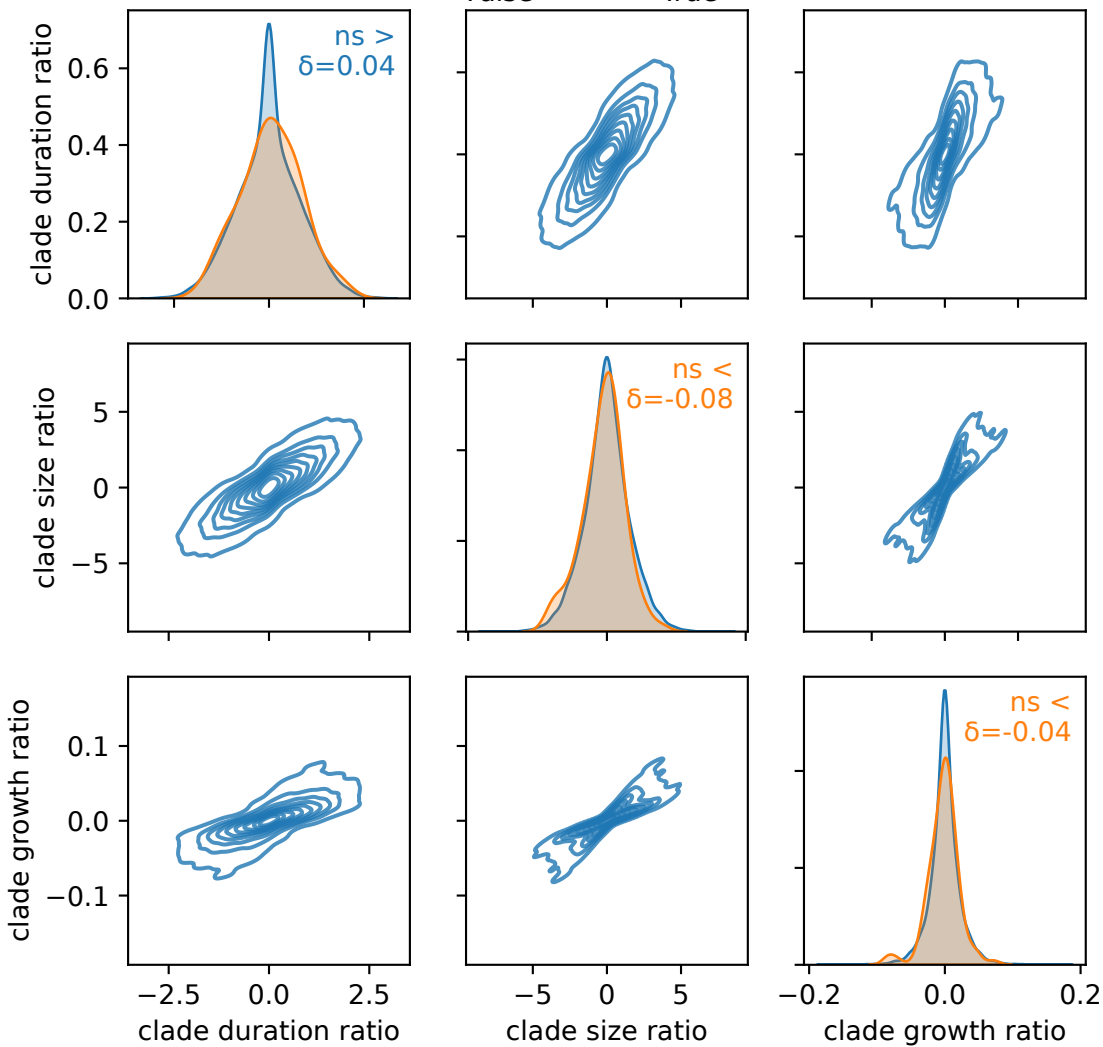 clade duration ratio
0.6
0.4
0.2
0.0
ns >
δ=0.04
clade size ratio
5
0
−5
ns <
δ=-0.08
clade growth ratio
0.1
0.0
−0.1
ns <
δ=-0.04
−2.5 0.0 2.5
−5 0 5
−0.2 0.0 0.2
clade duration ratio
clade size ratio
clade growth ratio